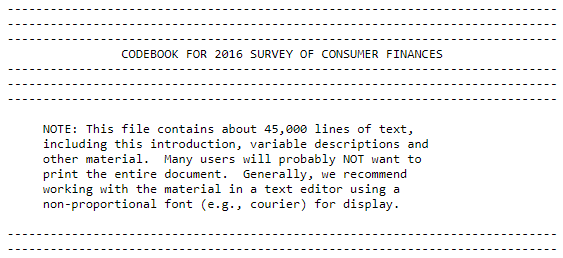 -------------------------------------------------------------------------------
-------------------------------------------------------------------------------
-------------------------------------------------------------------------------
CODEBOOK FOR 2016 SURVEY OF CONSUMER FINANCES
-------------------------------------------------------------------------------
-------------------------------------------------------------------------------
-------------------------------------------------------------------------------
NOTE: This file contains about 45,000 lines of text,
including this introduction, variable descriptions and
other material.  Many users will probably NOT want to
print the entire document.  Generally, we recommend
working with the material in a text editor using a
non-proportional font (e.g., courier) for display.
-------------------------------------------------------------------------------
-------------------------------------------------------------------------------